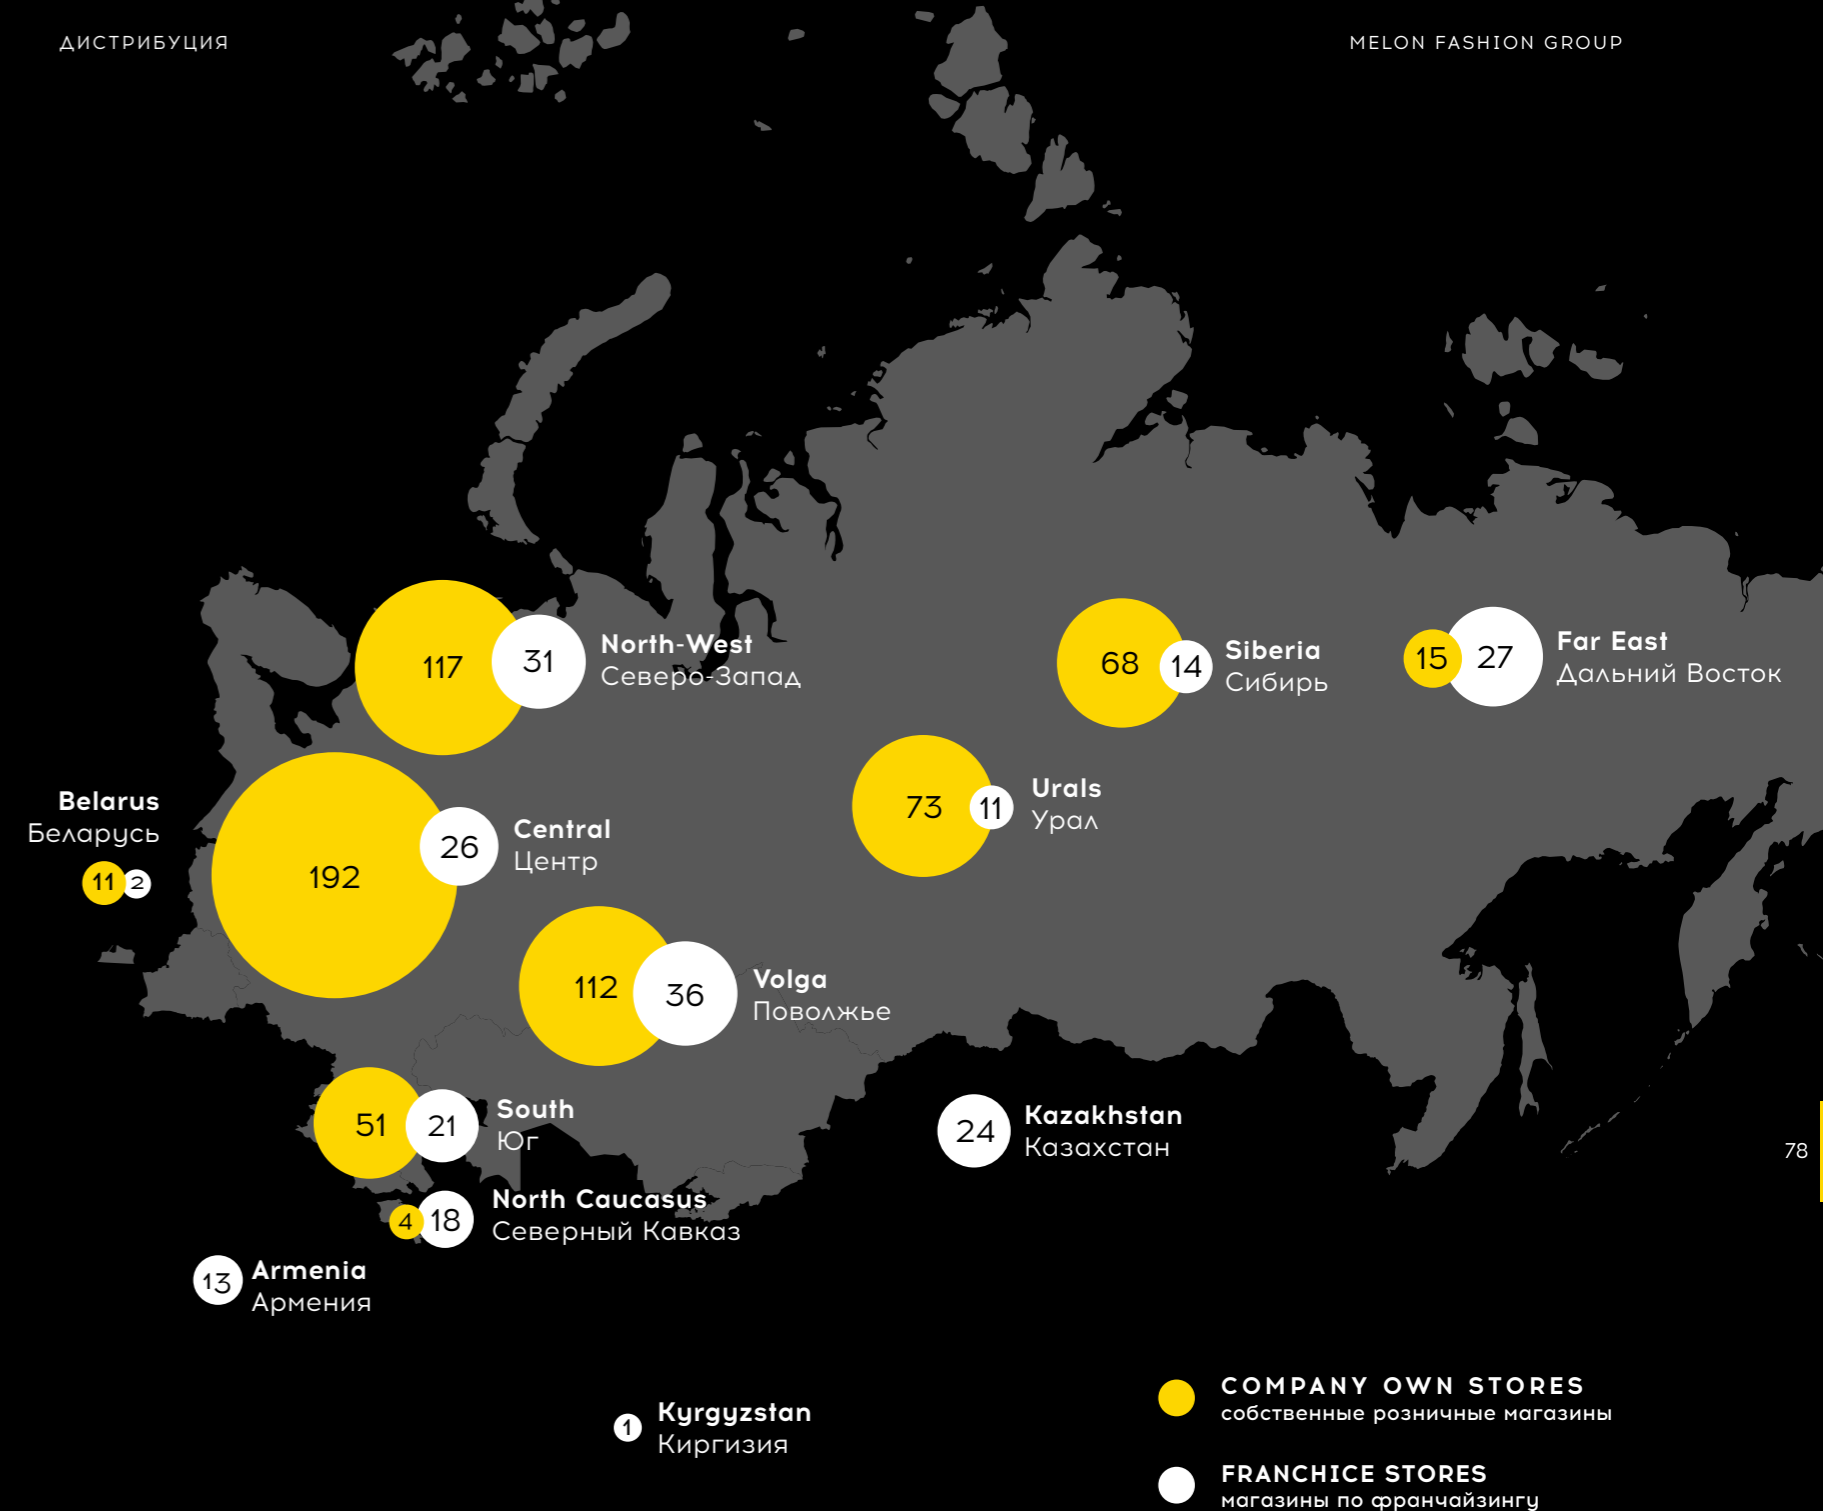 ДИСТРИБУЦИЯ
MELON FASHION GROUP
117
31
North-West
Северо-Запад
68
14
Siberia
Сибирь
15
27
Far East
Дальний Восток
73
11
Urals
Урал
Belarus
Беларусь
11
2
192
26
Central
Центр
112
36
Volga
Поволжье
51
21
South
Юг
24
Kazakhstan
Казахстан
78
4
18
North Caucasus
Северный Кавказ
13
Armenia
Армения
1
Kyrgyzstan
Киргизия
COMPANY OWN STORES
собственные розничные магазины
FRANCHICE STORES
магазины по франчайзингу